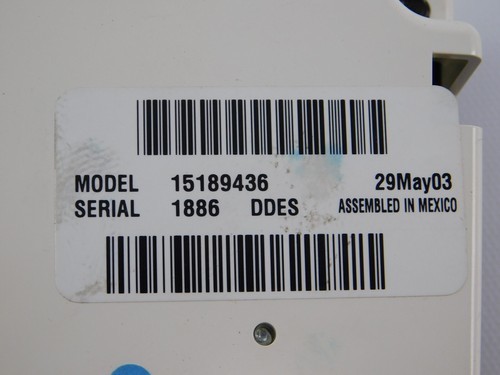 MODEL 15189436 29May03
SERIAL 1886 DDES ASSEMBLED IN MEXICO